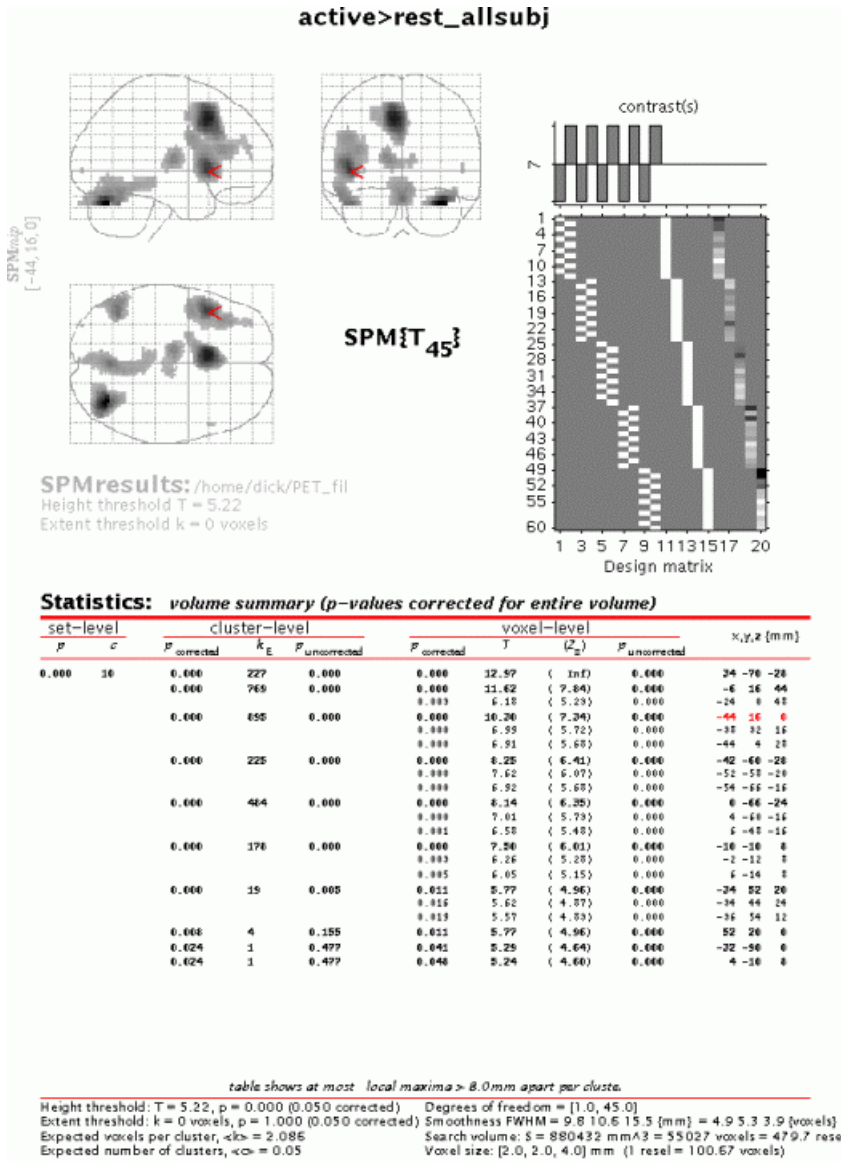 active>rest_allsubj
contrast(s)
7
SPMmip
[-44, 16, 0]
SPM{T45}
1
4
7
10
13
16
19
22
25
28
31
34
37
40
43
46
49
52
55
60
1 3 5 7 9 11 13 15 17 20
Design matrix
SPMresults: /home/dick/PET_fil
Height threshold T = 5.22
Extent threshold k = 0 voxels
Statistics: volume summary (p-values corrected for entire volume)
set-level cluster-level voxel-level x,y,z {mm}
p c p corrected k E p uncorrected p corrected T (Z≡) p uncorrected
0.000 10 0.000 227 0.000 0.000 12.97 ( Inf) 0.000 34 -70 -28
0.000 769 0.000 0.000 11.62 ( 7.84) 0.000 -6 16 44
0.003 6.18 ( 5.23) 0.000 -24 0 48
0.000 895 0.000 0.000 10.30 ( 7.34) 0.000 -44 16 0
0.000 6.99 ( 5.72) 0.000 -38 32 16
0.000 6.91 ( 5.68) 0.000 -44 4 28
0.000 225 0.000 0.000 8.25 ( 6.41) 0.000 -42 -60 -28
0.000 7.62 ( 6.07) 0.000 -52 -58 -20
0.000 6.92 ( 5.68) 0.000 -54 -66 -16
0.000 484 0.000 0.000 8.14 ( 6.35) 0.000 0 -66 -24
0.000 7.01 ( 5.73) 0.000 4 -60 -16
0.001 6.58 ( 5.48) 0.000 6 -48 -16
0.000 178 0.000 0.000 7.50 ( 6.01) 0.000 -10 -10 8
0.003 6.26 ( 5.28) 0.000 -2 -12 8
0.005 6.05 ( 5.15) 0.000 6 -14 8
0.000 19 0.005 0.011 5.77 ( 4.96) 0.000 -34 52 20
0.016 5.62 ( 4.87) 0.000 -34 44 24
0.019 5.57 ( 4.83) 0.000 -36 54 12
0.008 4 0.155 0.011 5.77 ( 4.96) 0.000 52 20 0
0.024 1 0.477 0.041 5.29 ( 4.64) 0.000 -32 -90 0
0.024 1 0.477 0.048 5.24 ( 4.60) 0.000 4 -10 8
table shows at most local maxima > 8.0mm apart per cluste.
Height threshold: T = 5.22, p = 0.000 (0.050 corrected) Degrees of freedom = [1.0, 45.0]
Extent threshold: k = 0 voxels, p = 1.000 (0.050 corrected) Smoothness FWHM = 9.8 10.6 15.5 {mm} = 4.9 5.3 3.9 {voxels}
Expected voxels per cluster, <k> = 2.086 Search volume: S = 880432 mm^3 = 55027 voxels = 479.7 rese
Expected number of clusters, <c> = 0.05 Voxel size: [2.0, 2.0, 4.0] mm (1 resel = 100.67 voxels)